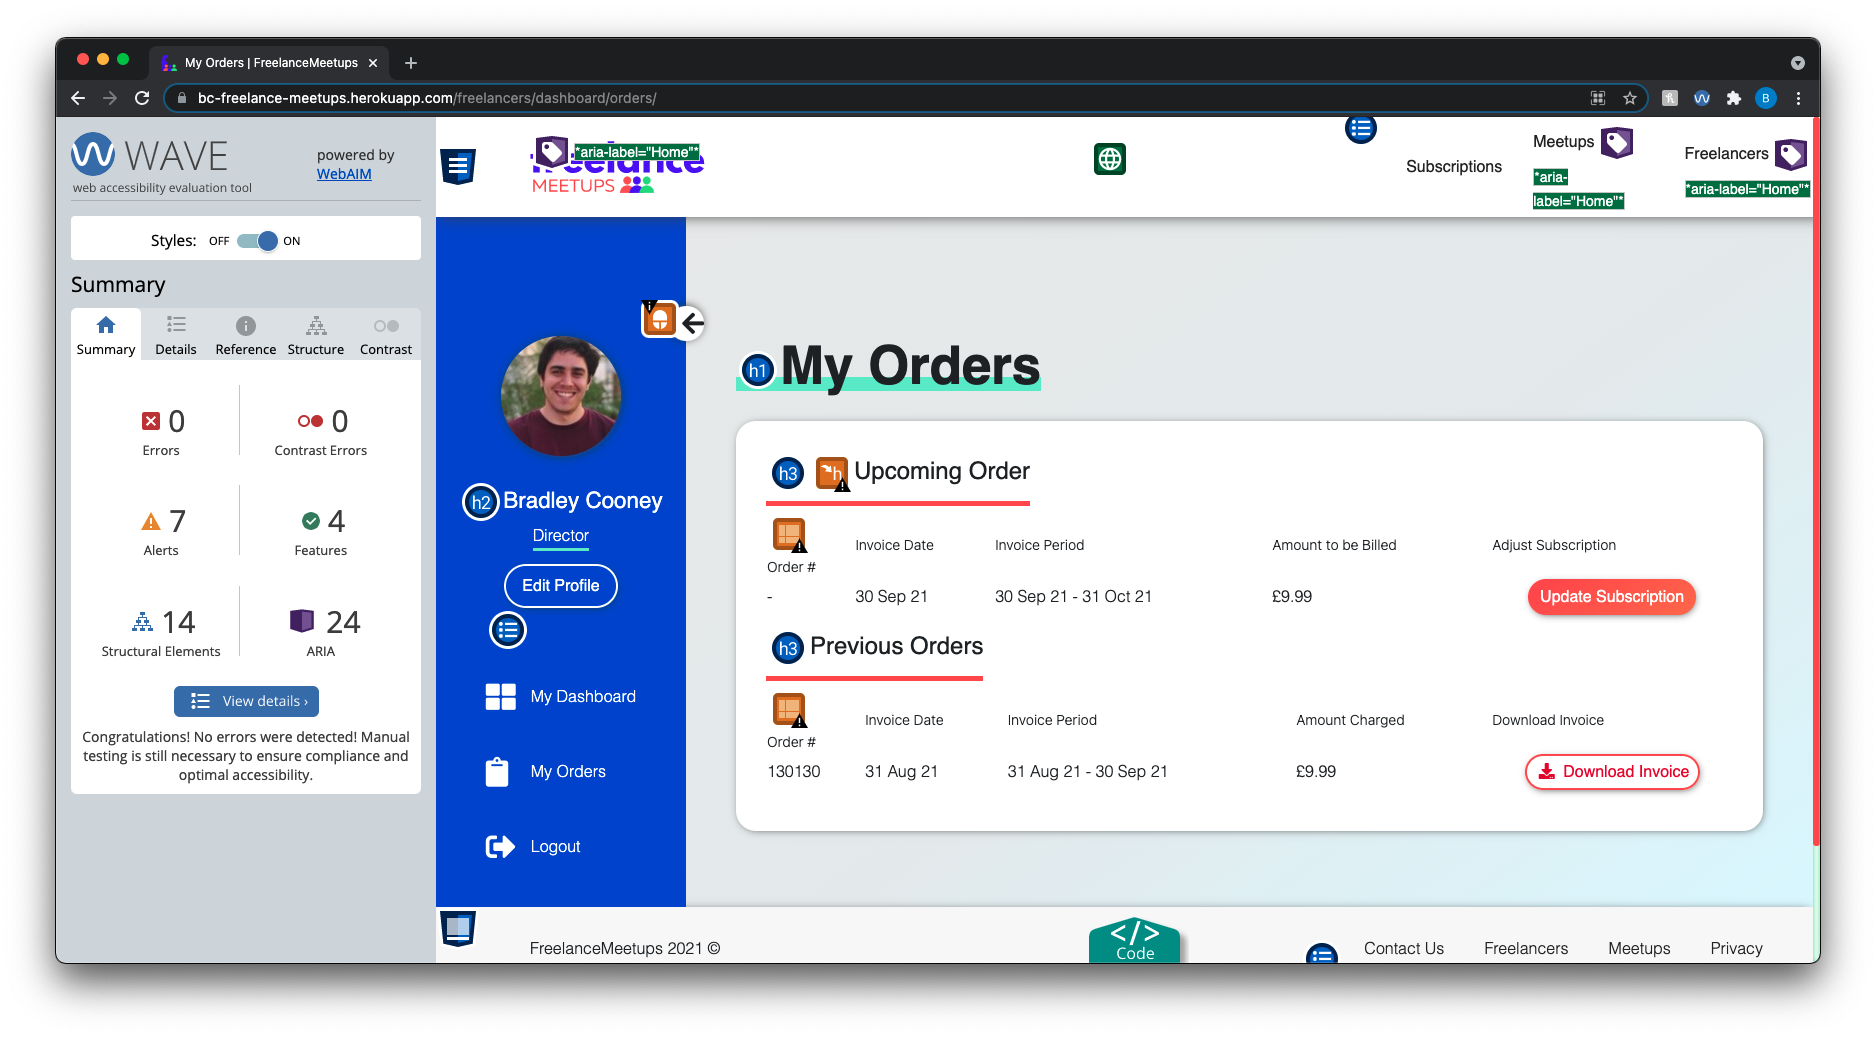 My Orders | FreelanceMeetups
bc-freelance-meetups.herokuapp.com/freelancers/dashboard/orders/
B
WAVE
web accessibility evaluation tool
powered by
WebAIM
Styles: OFF ON
Summary
Summary Details Reference Structure Contrast
0 Errors
0 Contrast Errors
7 Alerts
4 Features
14 Structural Elements
24 ARIA
View details ›
Congratulations! No errors were detected! Manual
testing is still necessary to ensure compliance and
optimal accessibility.
*aria-label="Home"*
freelance
MEETUPS
Subscriptions
Meetups
*aria-
label="Home"*
Freelancers
*aria-label="Home"*
h2 Bradley Cooney
Director
Edit Profile
My Dashboard
My Orders
Logout
h1 My Orders
h3 h Upcoming Order
Order # Invoice Date Invoice Period Amount to be Billed Adjust Subscription
- 30 Sep 21 30 Sep 21 - 31 Oct 21 £9.99 Update Subscription
h3 Previous Orders
Order # Invoice Date Invoice Period Amount Charged Download Invoice
130130 31 Aug 21 31 Aug 21 - 30 Sep 21 £9.99 Download Invoice
FreelanceMeetups 2021 ©
</>
Code
Contact Us Freelancers Meetups Privacy